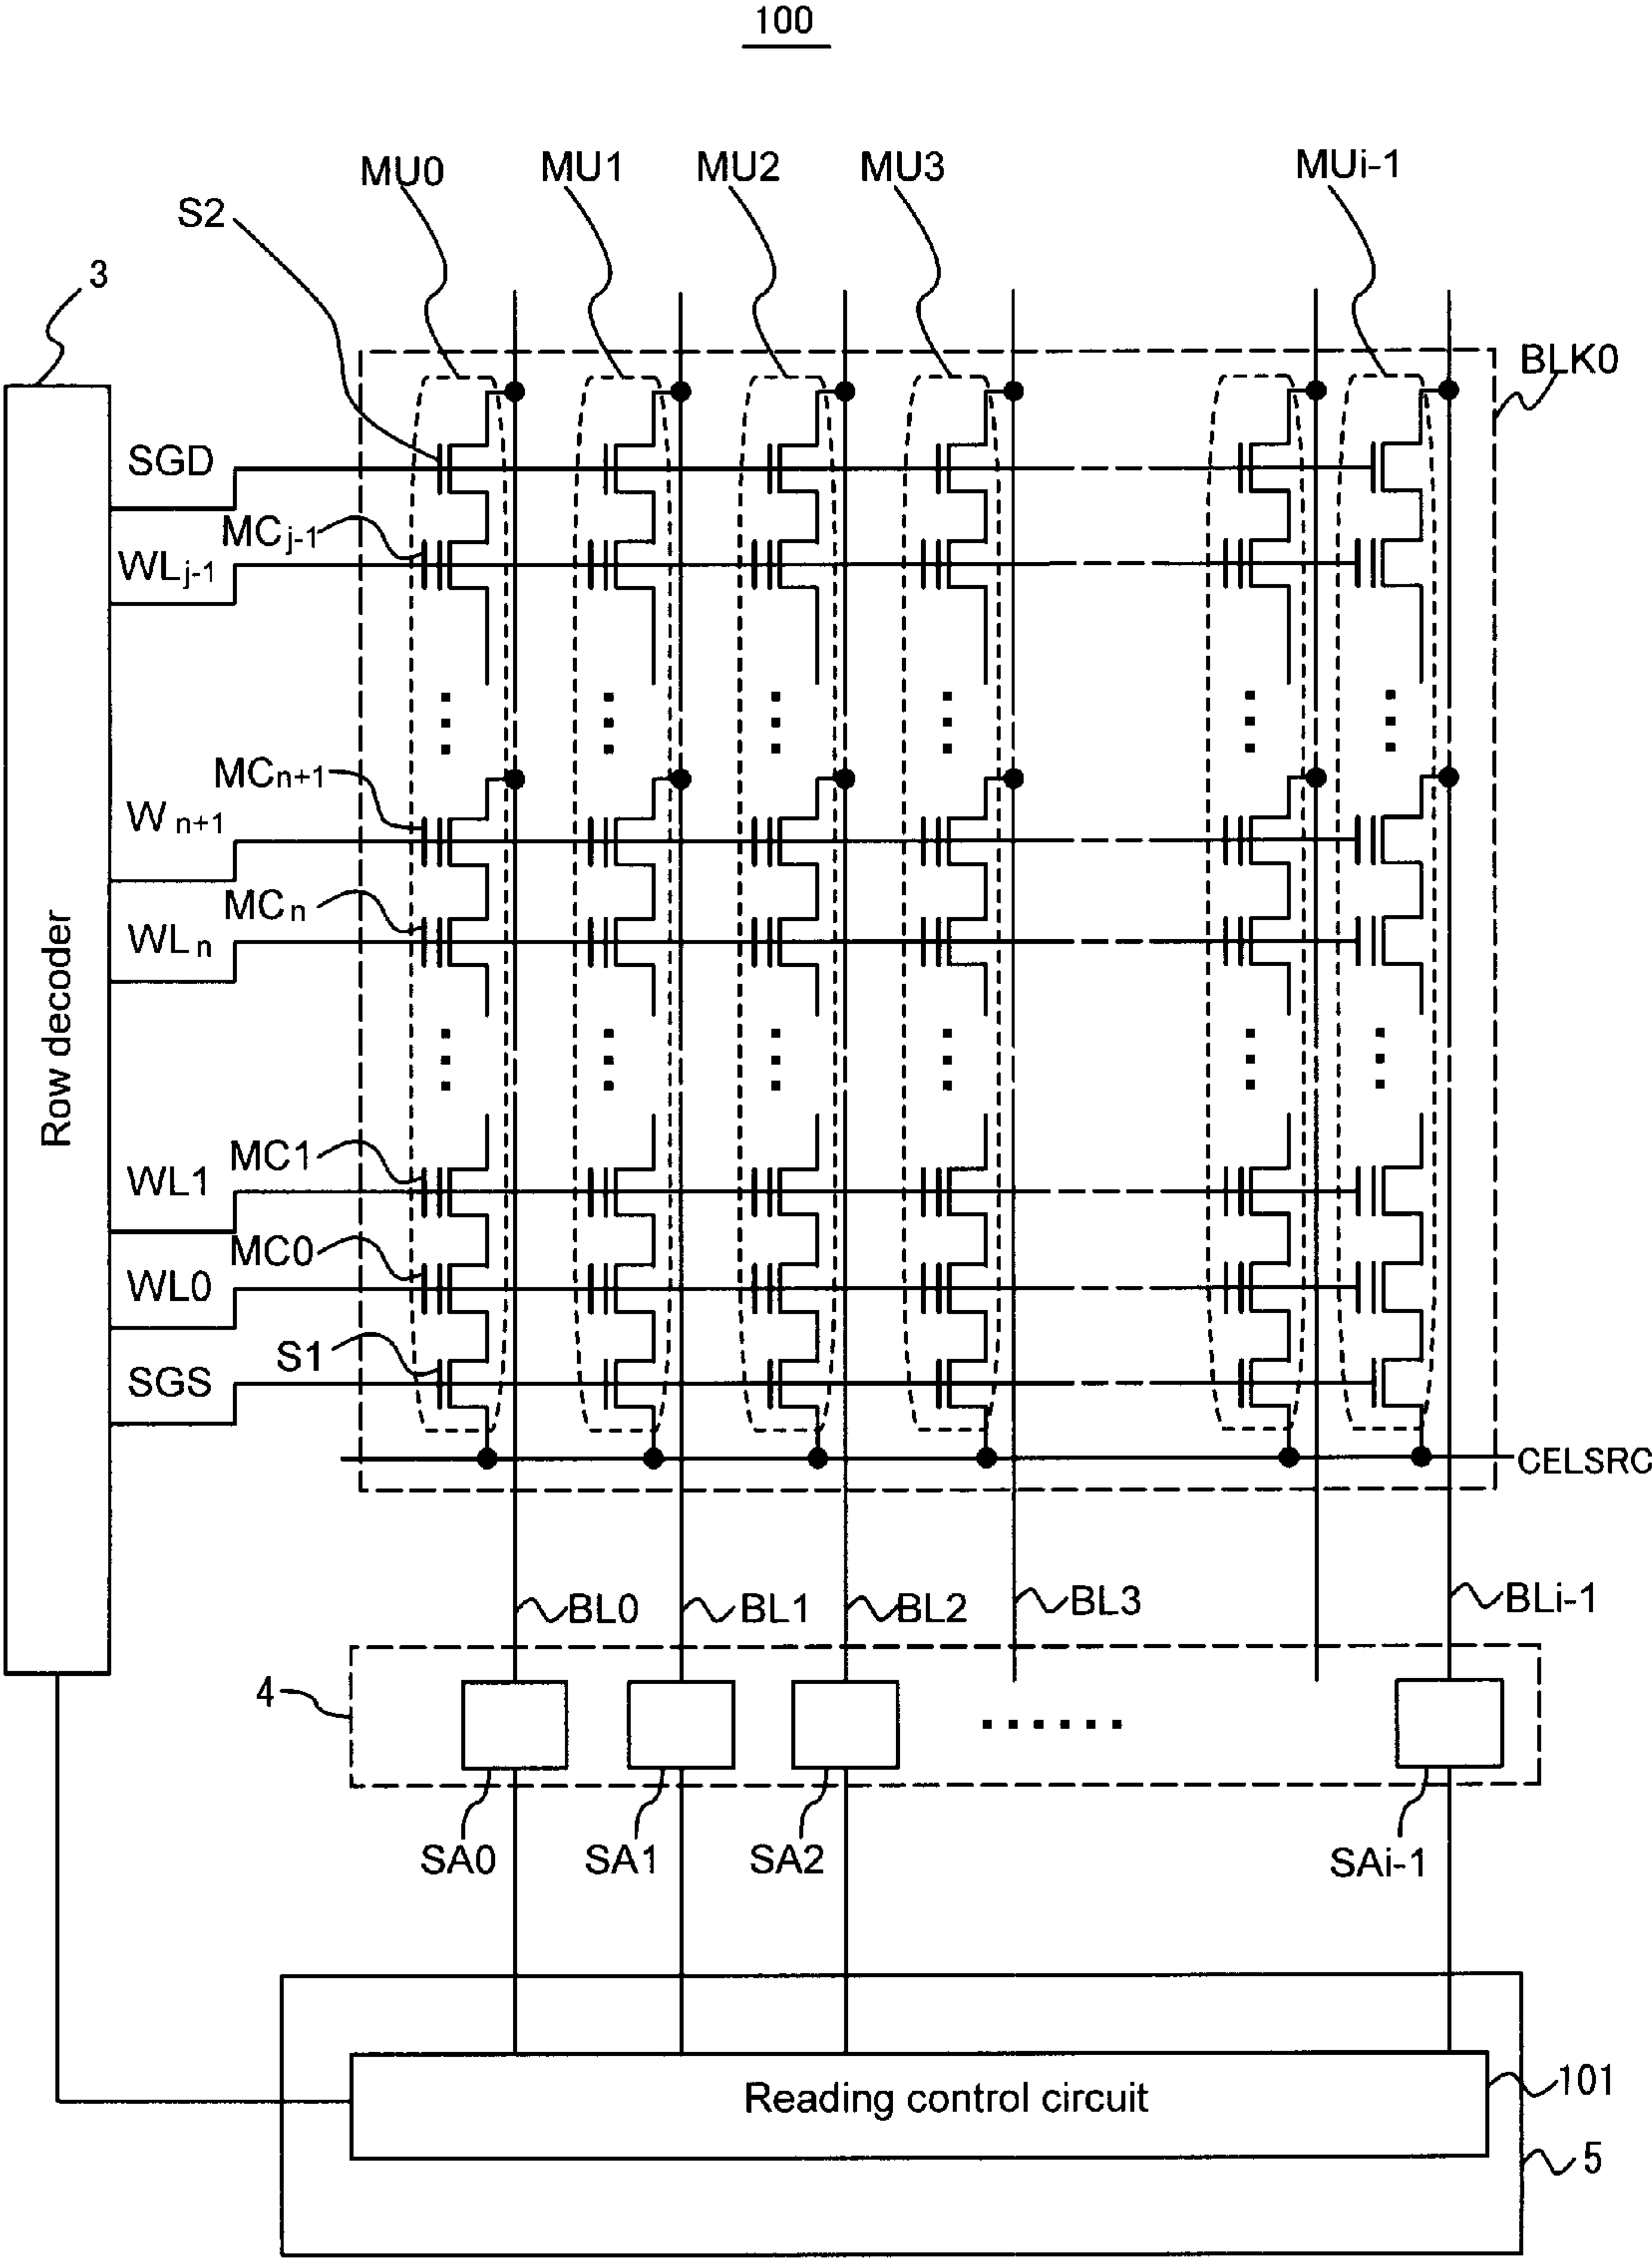 100
MU0 MU1 MU2 MU3 MUi-1
S2
3
BLK0
SGD
MCj-1
WLj-1
MCn+1
Wn+1
MCn
WLn
Row decoder
MC1
WL1
MC0
WL0
S1
SGS
CELSRC
BL0 BL1 BL2 BL3 BLi-1
4
SA0 SA1 SA2 SAi-1
Reading control circuit
101
5